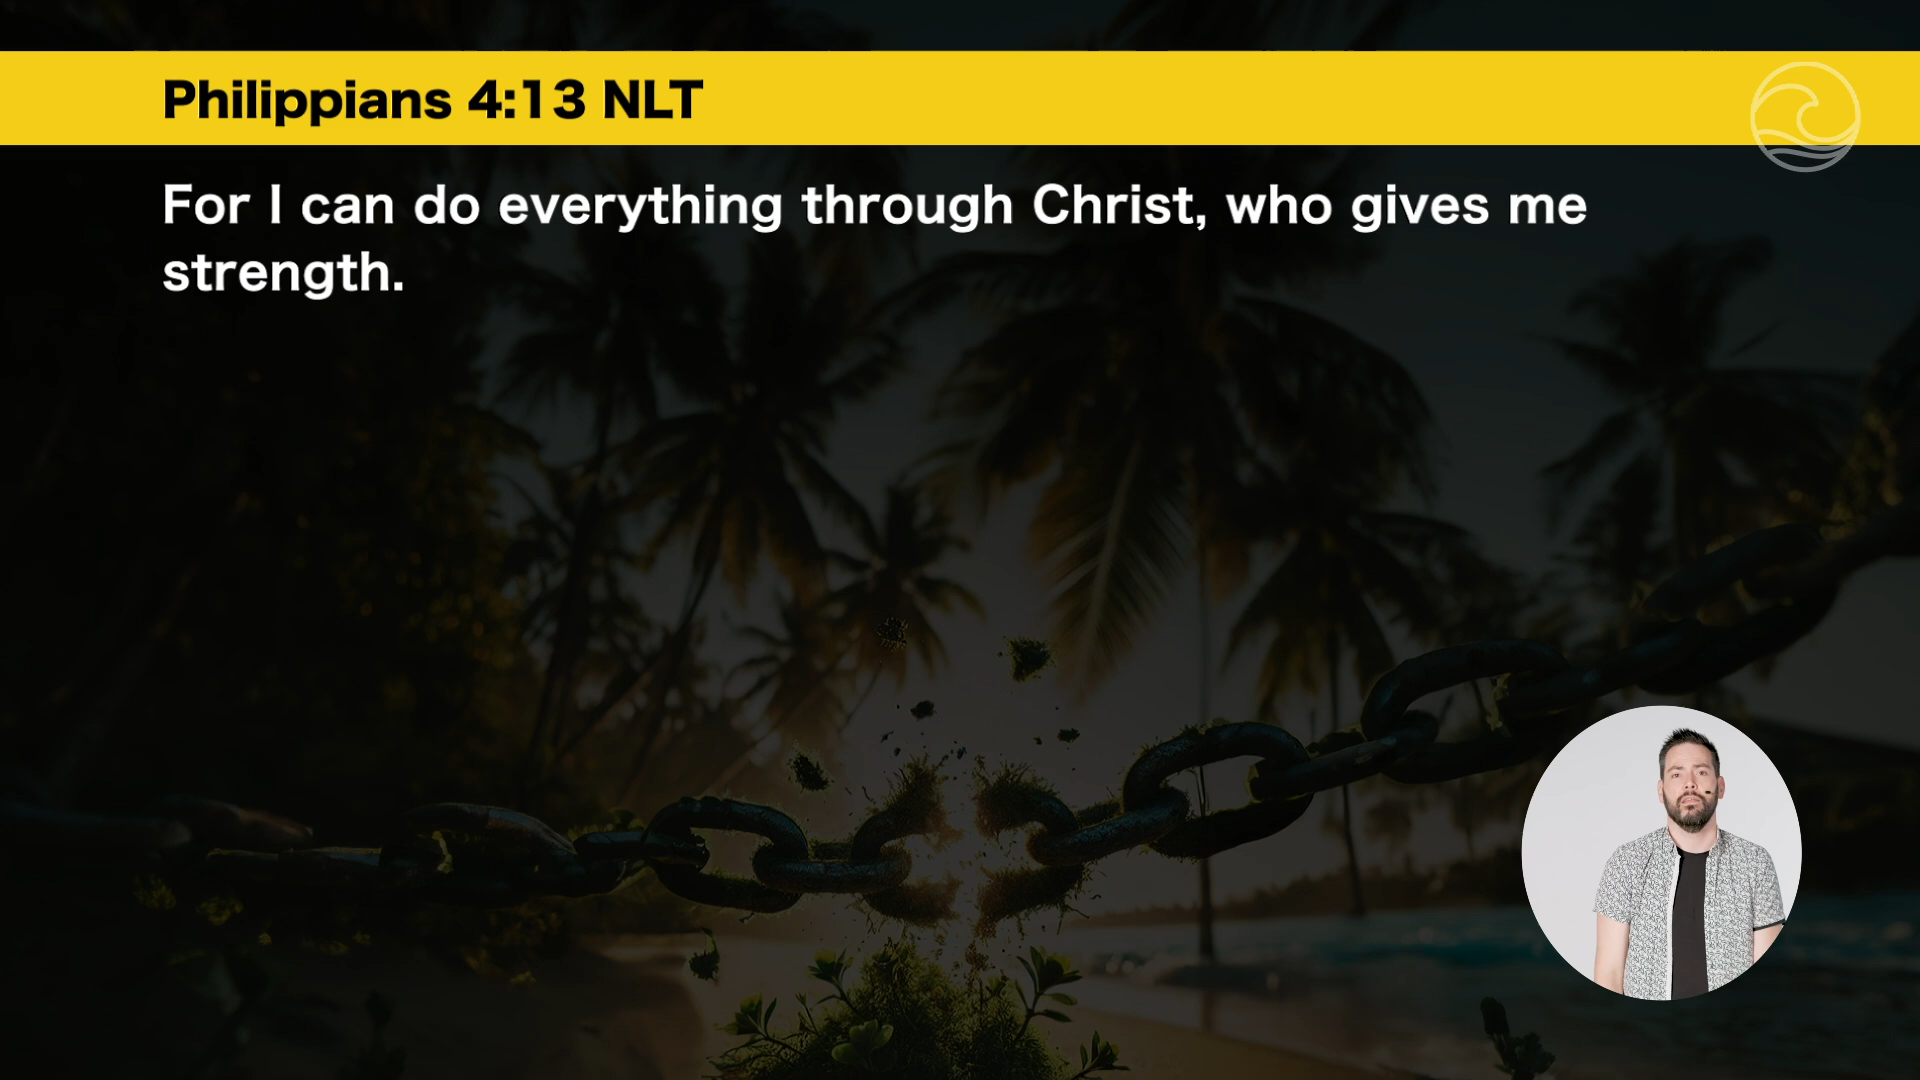 Philippians 4:13 NLT
For I can do everything through Christ, who gives me
strength.